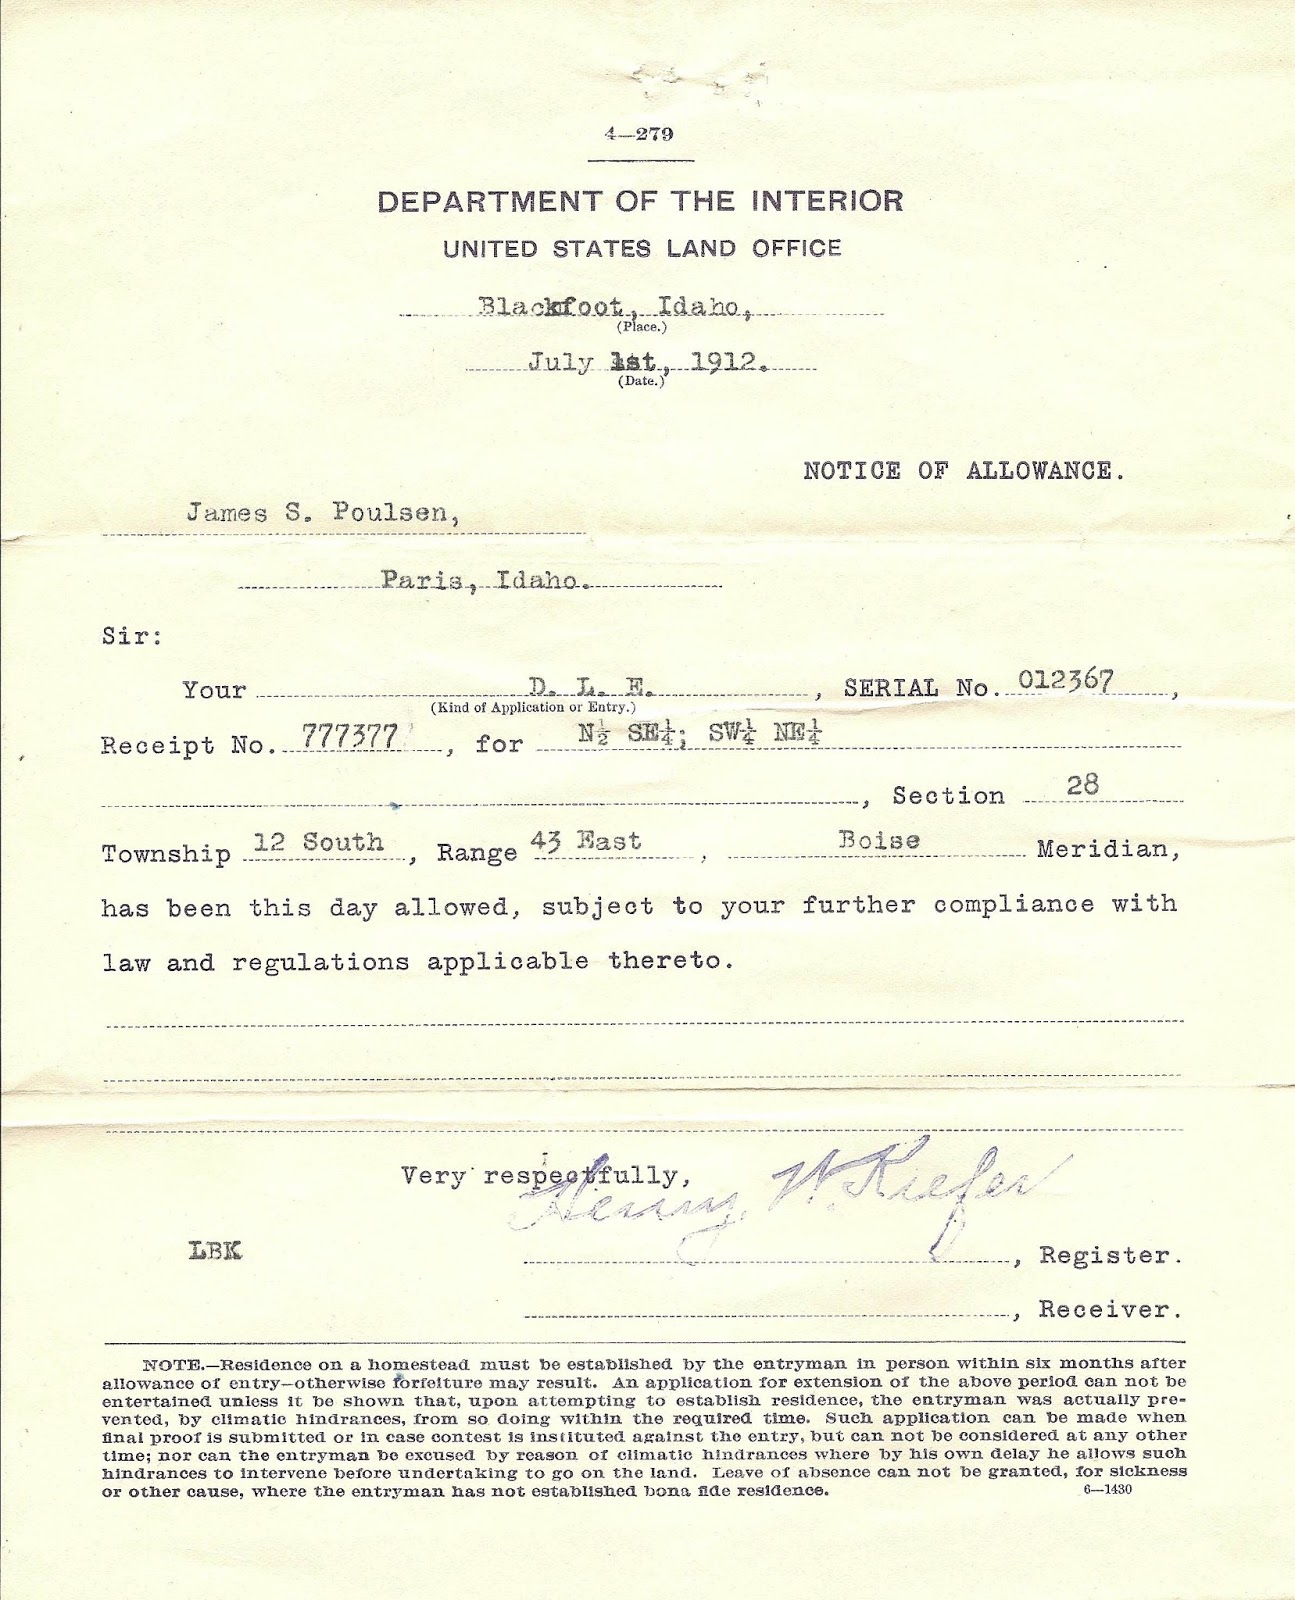 4—279
DEPARTMENT OF THE INTERIOR
UNITED STATES LAND OFFICE
Blackfoot, Idaho,
(Place.)
July 1st, 1912.
(Date.)
NOTICE OF ALLOWANCE.
James S. Poulsen,
Paris, Idaho.
Sir:
Your D. L. E. , SERIAL No. 012367 ,
(Kind of Application or Entry.)
Receipt No. 777377 , for N½ SE¼; SW¼ NE¼
, Section 28
Township 12 South , Range 43 East , Boise Meridian,
has been this day allowed, subject to your further compliance with
law and regulations applicable thereto.
Very respectfully,
Henry W. Kiefer
LBK , Register.
, Receiver.
NOTE.—Residence on a homestead must be established by the entryman in person within six months after
allowance of entry—otherwise forfeiture may result. An application for extension of the above period can not be
entertained unless it be shown that, upon attempting to establish residence, the entryman was actually pre-
vented, by climatic hindrances, from so doing within the required time. Such application can be made when
final proof is submitted or in case contest is instituted against the entry, but can not be considered at any other
time; nor can the entryman be excused by reason of climatic hindrances where by his own delay he allows such
hindrances to intervene before undertaking to go on the land. Leave of absence can not be granted, for sickness
or other cause, where the entryman has not established bona fide residence. 6—1430